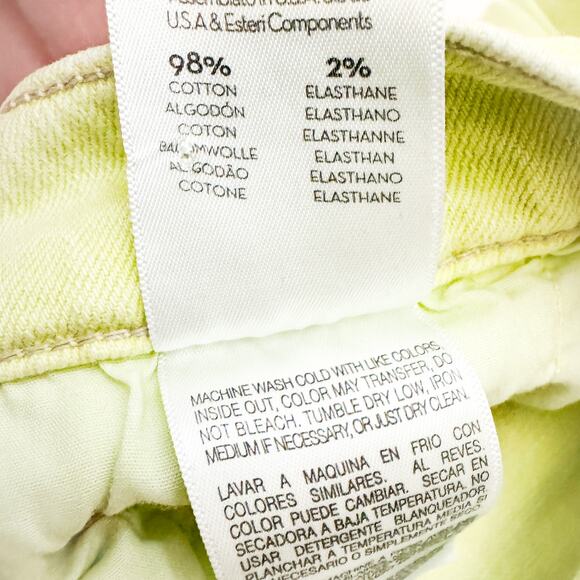 U.S.A & Esteri Components
98% 2%
COTTON ELASTHANE
ALGODÓN ELASTHANO
COTON ELASTHANNE
BAUMWOLLE ELASTHAN
ALGODÃO ELASTHANO
COTONE ELASTHANE
MACHINE WASH COLD WITH LIKE COLORS,
INSIDE OUT, COLOR MAY TRANSFER, DO
NOT BLEACH. TUMBLE DRY LOW, IRON
MEDIUM IF NECESSARY, OR JUST DRY CLEAN.
LAVAR A MAQUINA EN FRIO CON
COLORES SIMILARES. AL REVES.
COLOR PUEDE CAMBIAR. SECAR EN
SECADORA A BAJA TEMPERATURA, NO
USAR DETERGENTE BLANQUEADOR.
PLANCHAR A TEMPERATURA MEDIA SI
NECESARIO O SIMPLEMENTE SECO